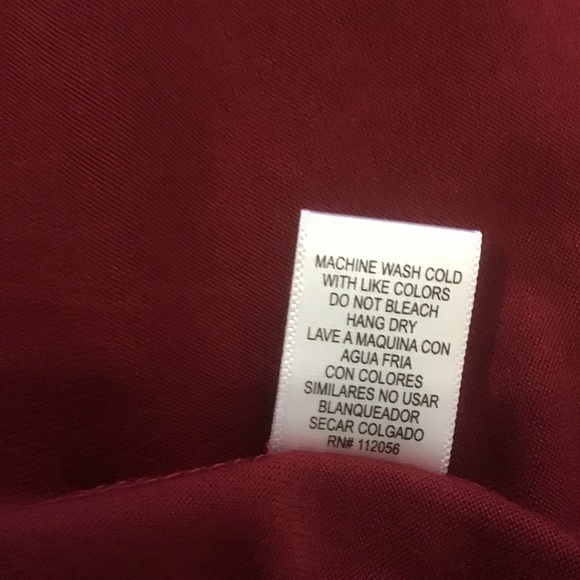 MACHINE WASH COLD
WITH LIKE COLORS
DO NOT BLEACH
HANG DRY
LAVE A MAQUINA CON
AGUA FRIA
CON COLORES
SIMILARES NO USAR
BLANQUEADOR
SECAR COLGADO
RN# 112056